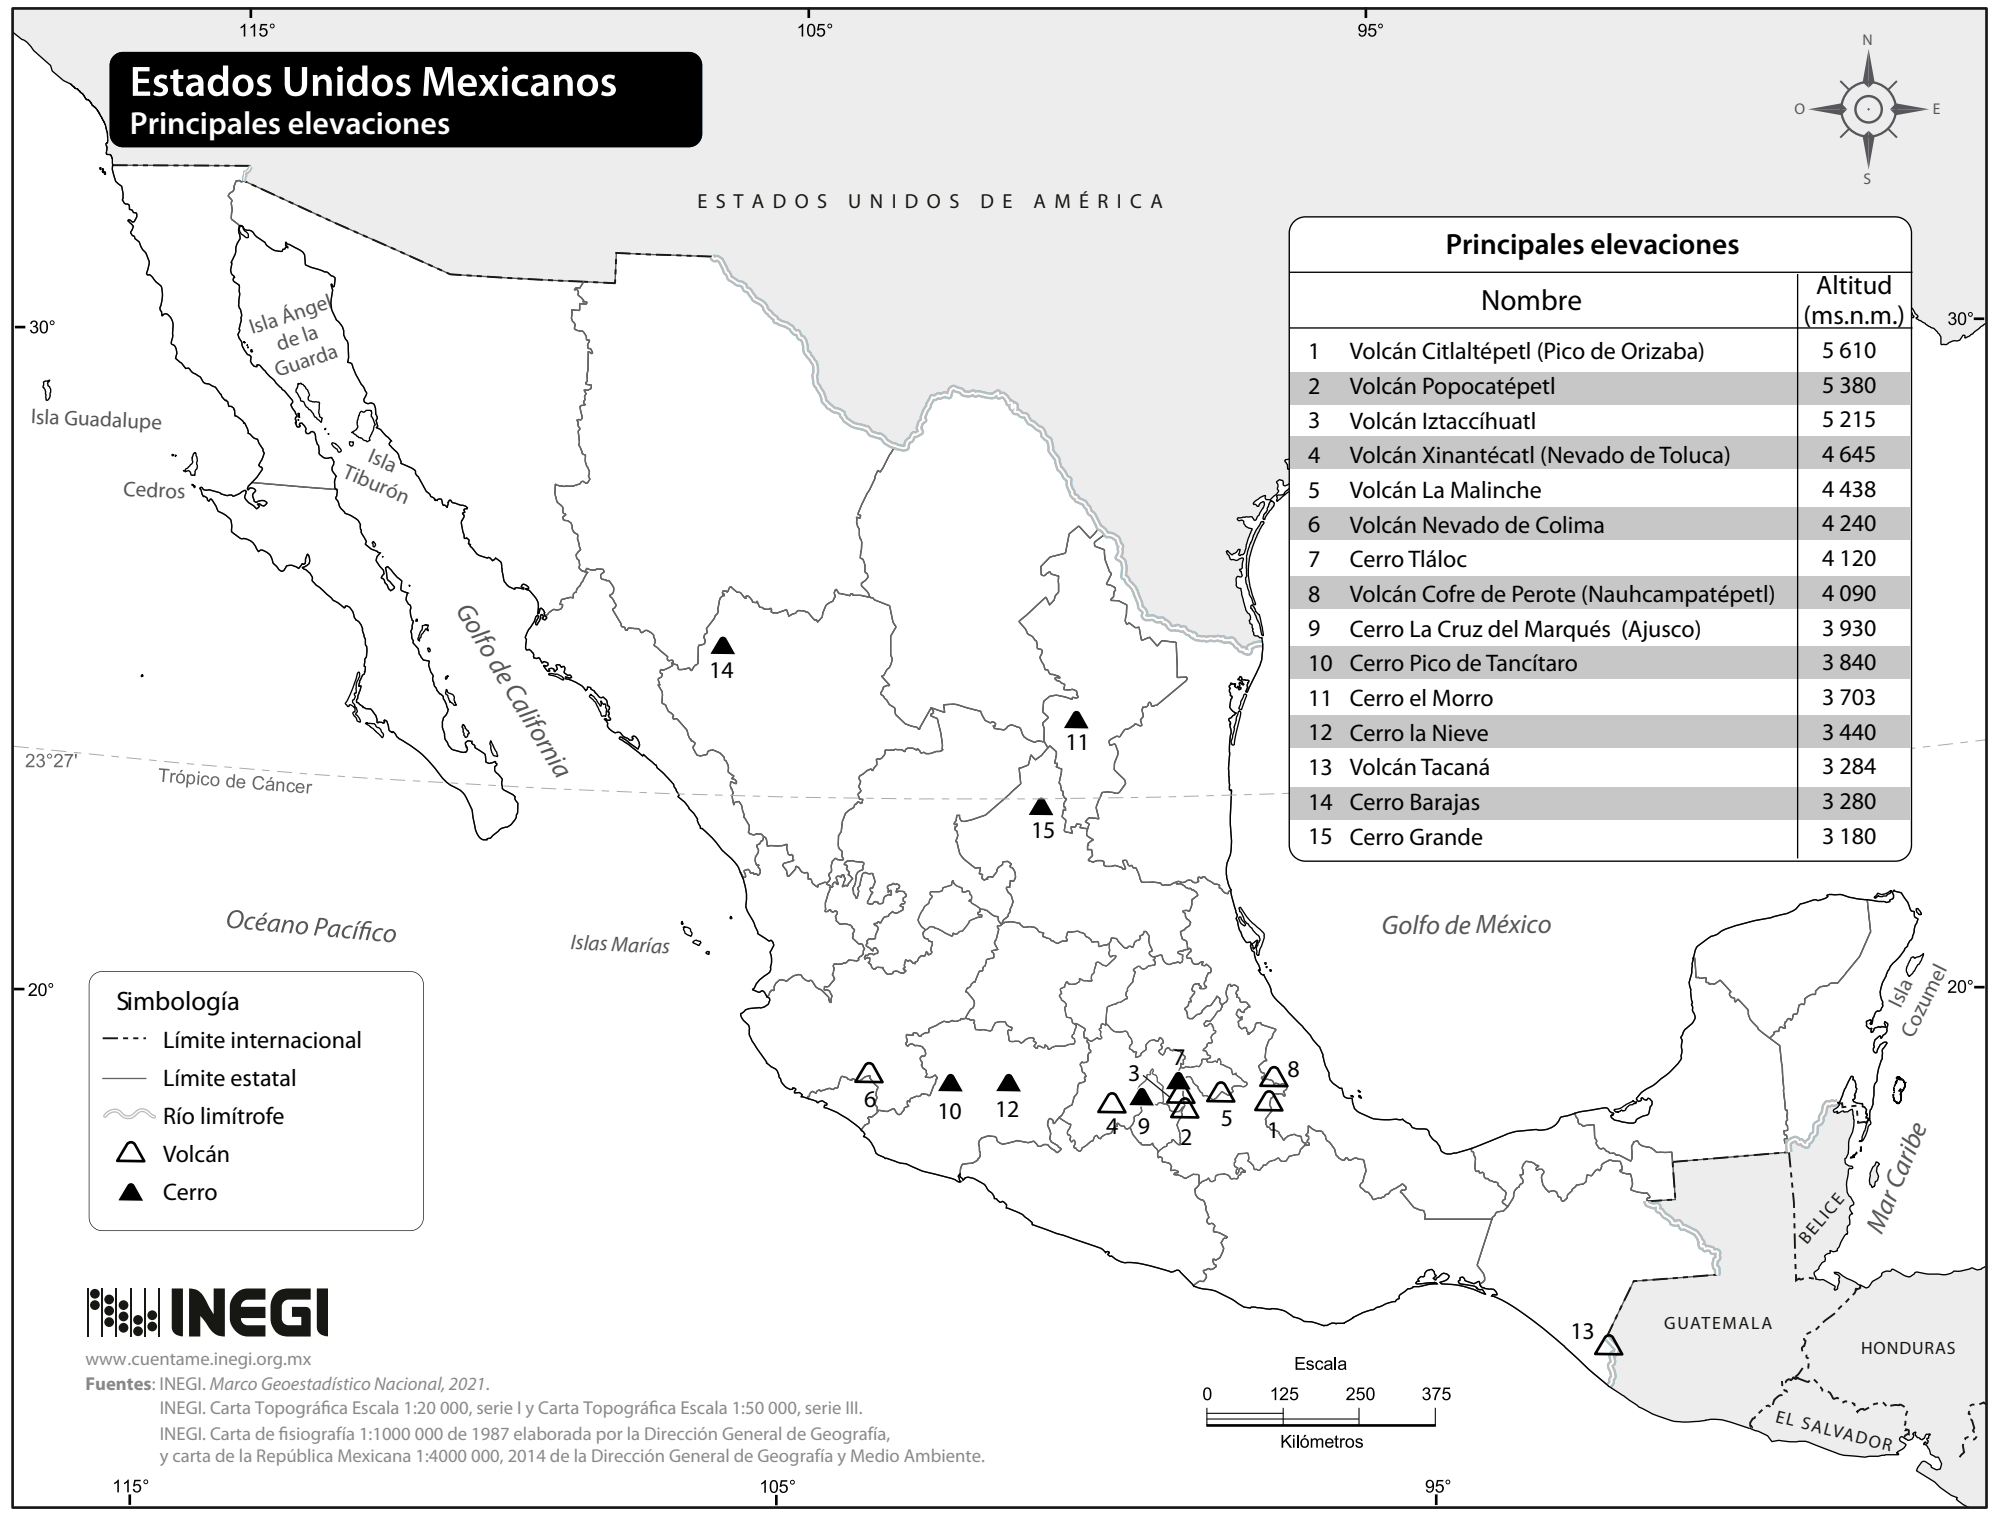 115°
105°
95°
Estados Unidos Mexicanos
Principales elevaciones
N
O
E
S
ESTADOS UNIDOS DE AMÉRICA
Principales elevaciones
Nombre
Altitud
(ms.n.m.)
1 Volcán Citlaltépetl (Pico de Orizaba) 5 610
2 Volcán Popocatépetl 5 380
3 Volcán Iztaccíhuatl 5 215
4 Volcán Xinantécatl (Nevado de Toluca) 4 645
5 Volcán La Malinche 4 438
6 Volcán Nevado de Colima 4 240
7 Cerro Tláloc 4 120
8 Volcán Cofre de Perote (Nauhcampatépetl) 4 090
9 Cerro La Cruz del Marqués (Ajusco) 3 930
10 Cerro Pico de Tancítaro 3 840
11 Cerro el Morro 3 703
12 Cerro la Nieve 3 440
13 Volcán Tacaná 3 284
14 Cerro Barajas 3 280
15 Cerro Grande 3 180
30°
30°
Isla Ángel
de la
Guarda
Isla Guadalupe
Isla
Tiburón
Cedros
Golfo de California
14
11
23°27'
Trópico de Cáncer
15
Océano Pacífico
Islas Marías
Golfo de México
Isla
Cozumel
20°
20°
Simbología
Límite internacional
Límite estatal
Río limítrofe
Volcán
Cerro
7
3
8
6
10
12
4
9
2
5
1
Mar Caribe
BELICE
13
GUATEMALA
HONDURAS
EL SALVADOR
INEGI
www.cuentame.inegi.org.mx
Fuentes: INEGI. Marco Geoestadístico Nacional, 2021.
INEGI. Carta Topográfica Escala 1:20 000, serie I y Carta Topográfica Escala 1:50 000, serie III.
INEGI. Carta de fisiografía 1:1000 000 de 1987 elaborada por la Dirección General de Geografía,
y carta de la República Mexicana 1:4000 000, 2014 de la Dirección General de Geografía y Medio Ambiente.
Escala
0 125 250 375
Kilómetros
115°
105°
95°